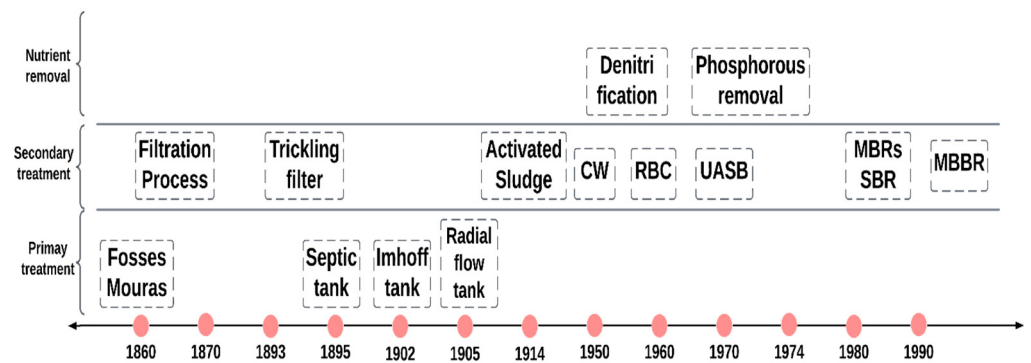 Nutrient
removal
Denitri
fication
Phosphorous
removal
Secondary
treatment
Filtration
Process
Trickling
filter
Activated
Sludge
CW
RBC
UASB
MBRs
SBR
MBBR
Primay
treatment
Fosses
Mouras
Septic
tank
Imhoff
tank
Radial
flow
tank
1860 1870 1893 1895 1902 1905 1914 1950 1960 1970 1974 1980 1990